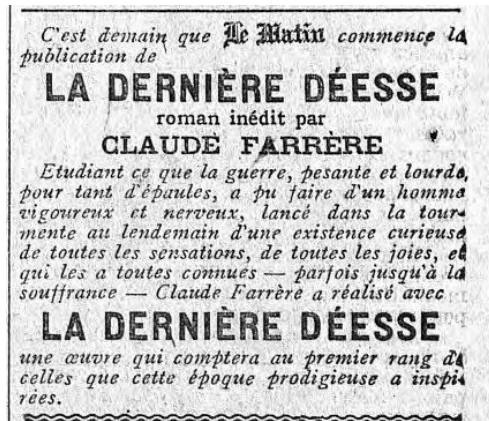 C'est demain que Le Matin commence la
publication de
LA DERNIÈRE DÉESSE
roman inédit par
CLAUDE FARRÈRE
Etudiant ce que la guerre, pesante et lourde,
pour tant d'épaules, a pu faire d'un homme
vigoureux et nerveux, lancé dans la tour-
mente au lendemain d'une existence curieuse
de toutes les sensations, de toutes les joies, et
qui les a toutes connues — parfois jusqu'à la
souffrance — Claude Farrère a réalisé avec
LA DERNIÈRE DÉESSE
une œuvre qui comptera au premier rang de
celles que cette époque prodigieuse a inspi-
rées.